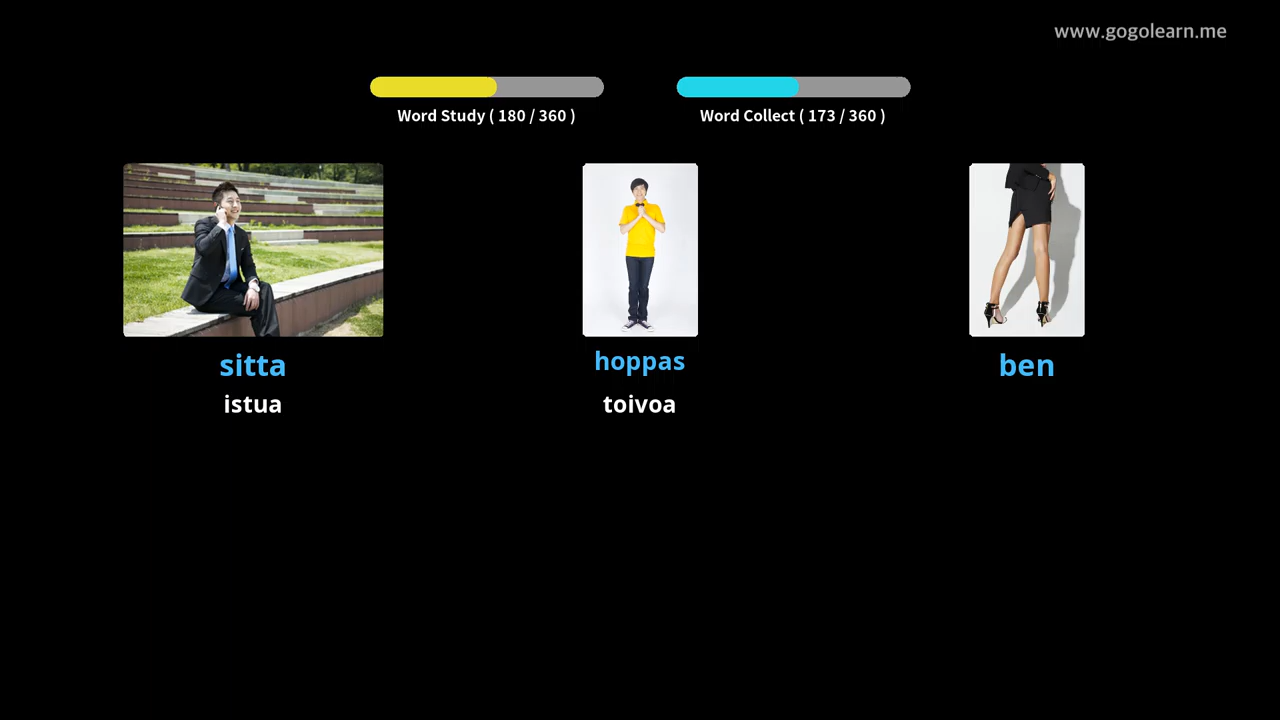 www.gogolearn.me
Word Study ( 180 / 360 )
Word Collect ( 173 / 360 )
sitta
hoppas
ben
istua
toivoa